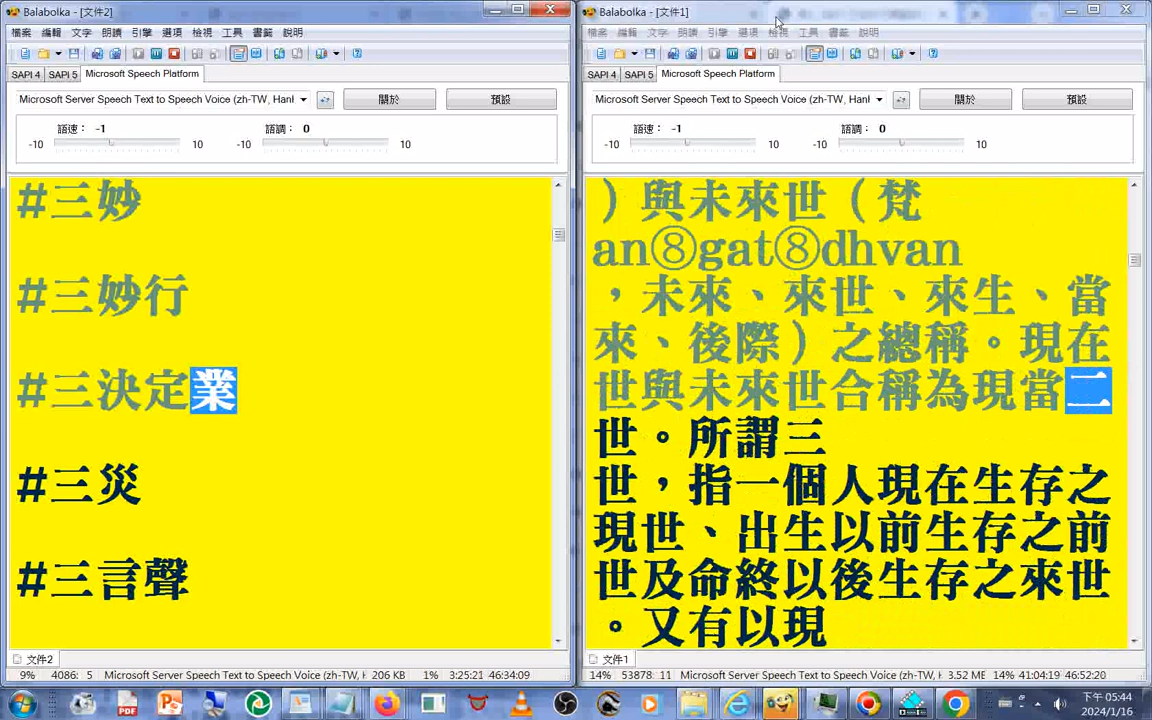 Balabolka - [文件2]
檔案 編輯 文字 朗讀 引擎 選項 檢視 工具 書籤 說明
SAPI 4 SAPI 5 Microsoft Speech Platform
Microsoft Server Speech Text to Speech Voice (zh-TW, Hanl
關於
預設
語速： -1
語調： 0
-10 10 -10 10
#三妙
#三妙行
#三決定業
#三災
#三言聲
文件2
9% 4086: 5 Microsoft Server Speech Text to Speech Voice (zh-TW, H 206 KB 1% 3:25:21 46:34:09
Balabolka - [文件1]
檔案 編輯 文字 朗讀 引擎 選項 檢視 工具 書籤 說明
SAPI 4 SAPI 5 Microsoft Speech Platform
Microsoft Server Speech Text to Speech Voice (zh-TW, Hanl
關於
預設
語速： -1
語調： 0
-10 10 -10 10
）與未來世（梵
an⑧gat⑧dhvan
，未來、來世、來生、當
來、後際）之總稱。現在
世與未來世合稱為現當二
世。所謂三
世，指一個人現在生存之
現世、出生以前生存之前
世及命終以後生存之來世
。又有以現
文件1
14% 53878: 11 Microsoft Server Speech Text to Speech Voice (zh-TW, H 3.52 ME 14% 41:04:19 46:52:20
下午 05:44
2024/1/16